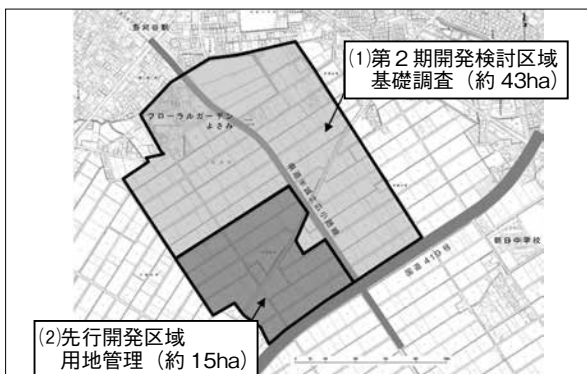 ⑴第2期開発検討区域
基礎調査（約43ha）
フローラルガーデン
よさみ
国道419号
朝日中学校
⑵先行開発区域
用地管理（約15ha）